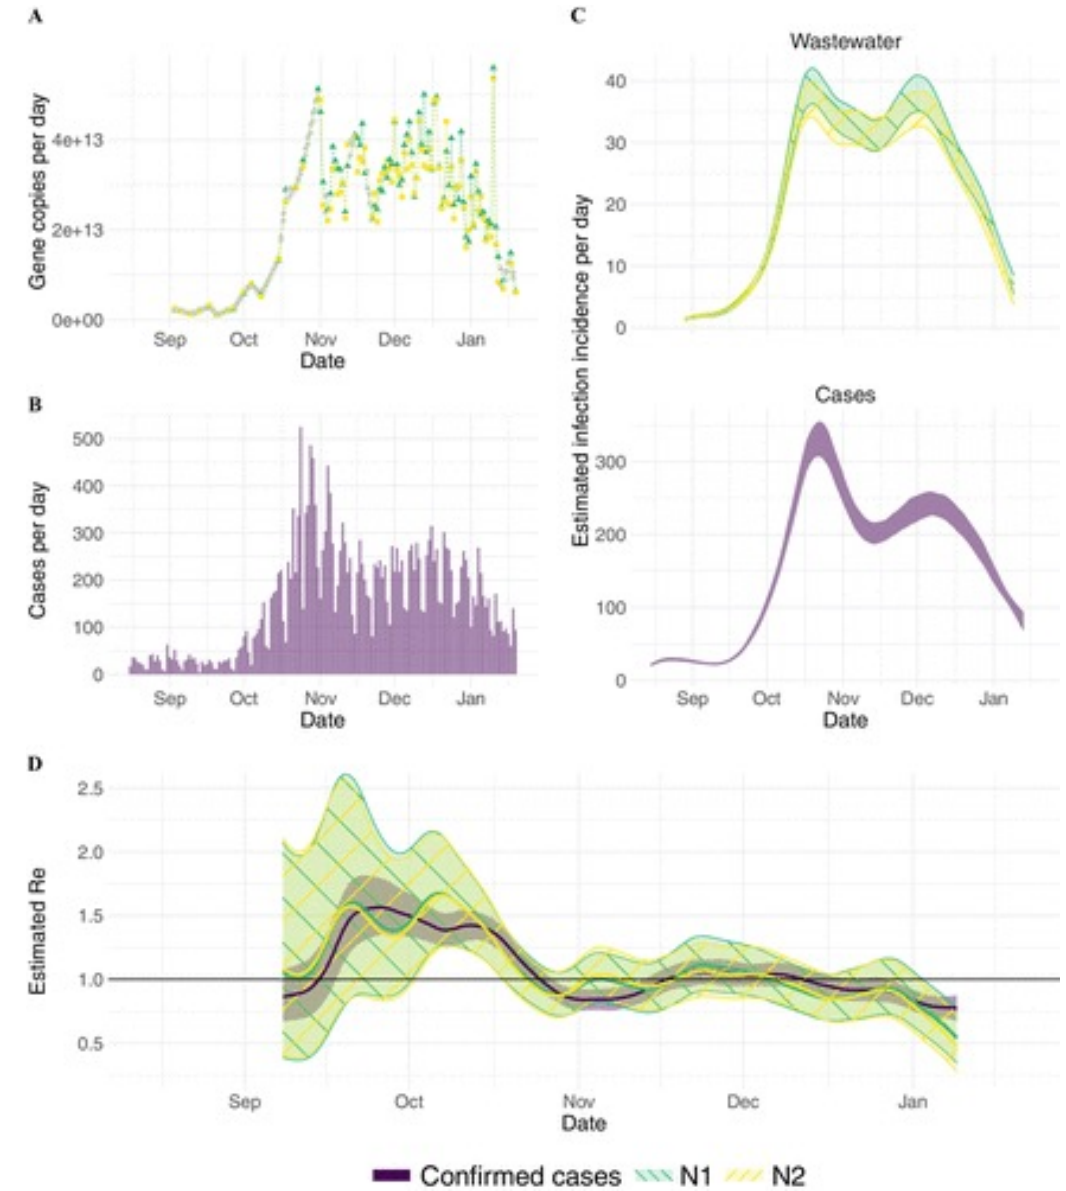 A
Gene copies per day
4e+13
2e+13
0e+00
Sep Oct Nov Dec Jan
Date
B
Cases per day
500
400
300
200
100
0
Sep Oct Nov Dec Jan
Date
C
Estimated infection incidence per day
Wastewater
40
30
20
10
0
Cases
300
200
100
0
Sep Oct Nov Dec Jan
Date
D
Estimated Re
2.5
2.0
1.5
1.0
0.5
Sep Oct Nov Dec Jan
Date
Confirmed cases N1 N2